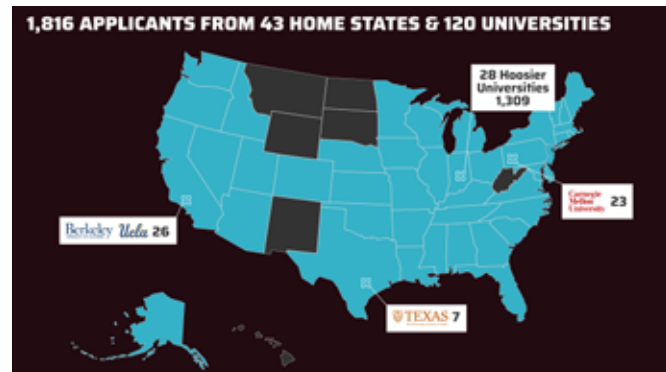 1,816 APPLICANTS FROM 43 HOME STATES & 120 UNIVERSITIES
28 Hoosier
Universities
1,309
Carnegie
Mellon
University
23
Berkeley Ucla 26
TEXAS 7